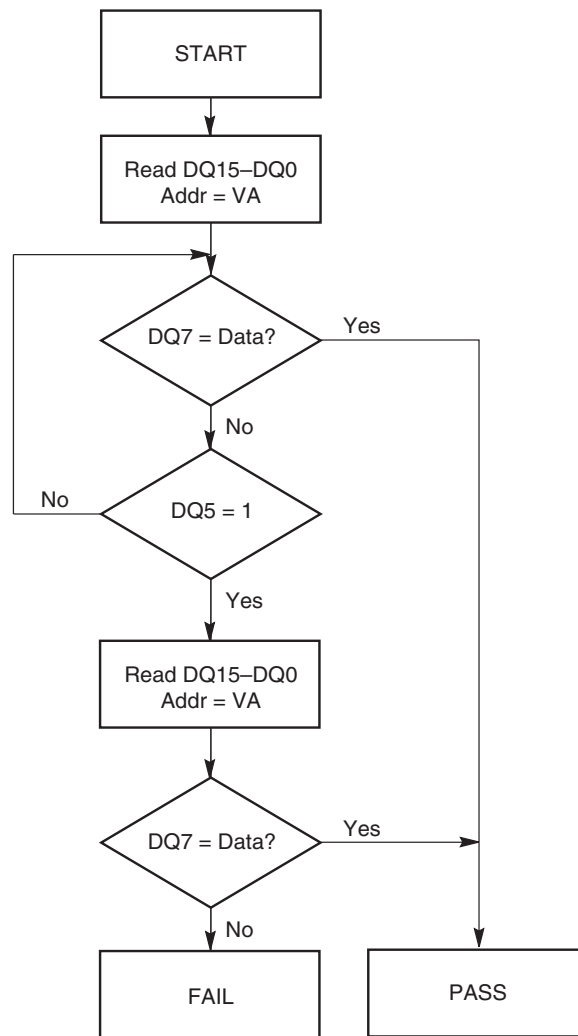 START
Read DQ15–DQ0
Addr = VA
DQ7 = Data?
Yes
No
DQ5 = 1
No
Yes
Read DQ15–DQ0
Addr = VA
DQ7 = Data?
Yes
No
FAIL
PASS